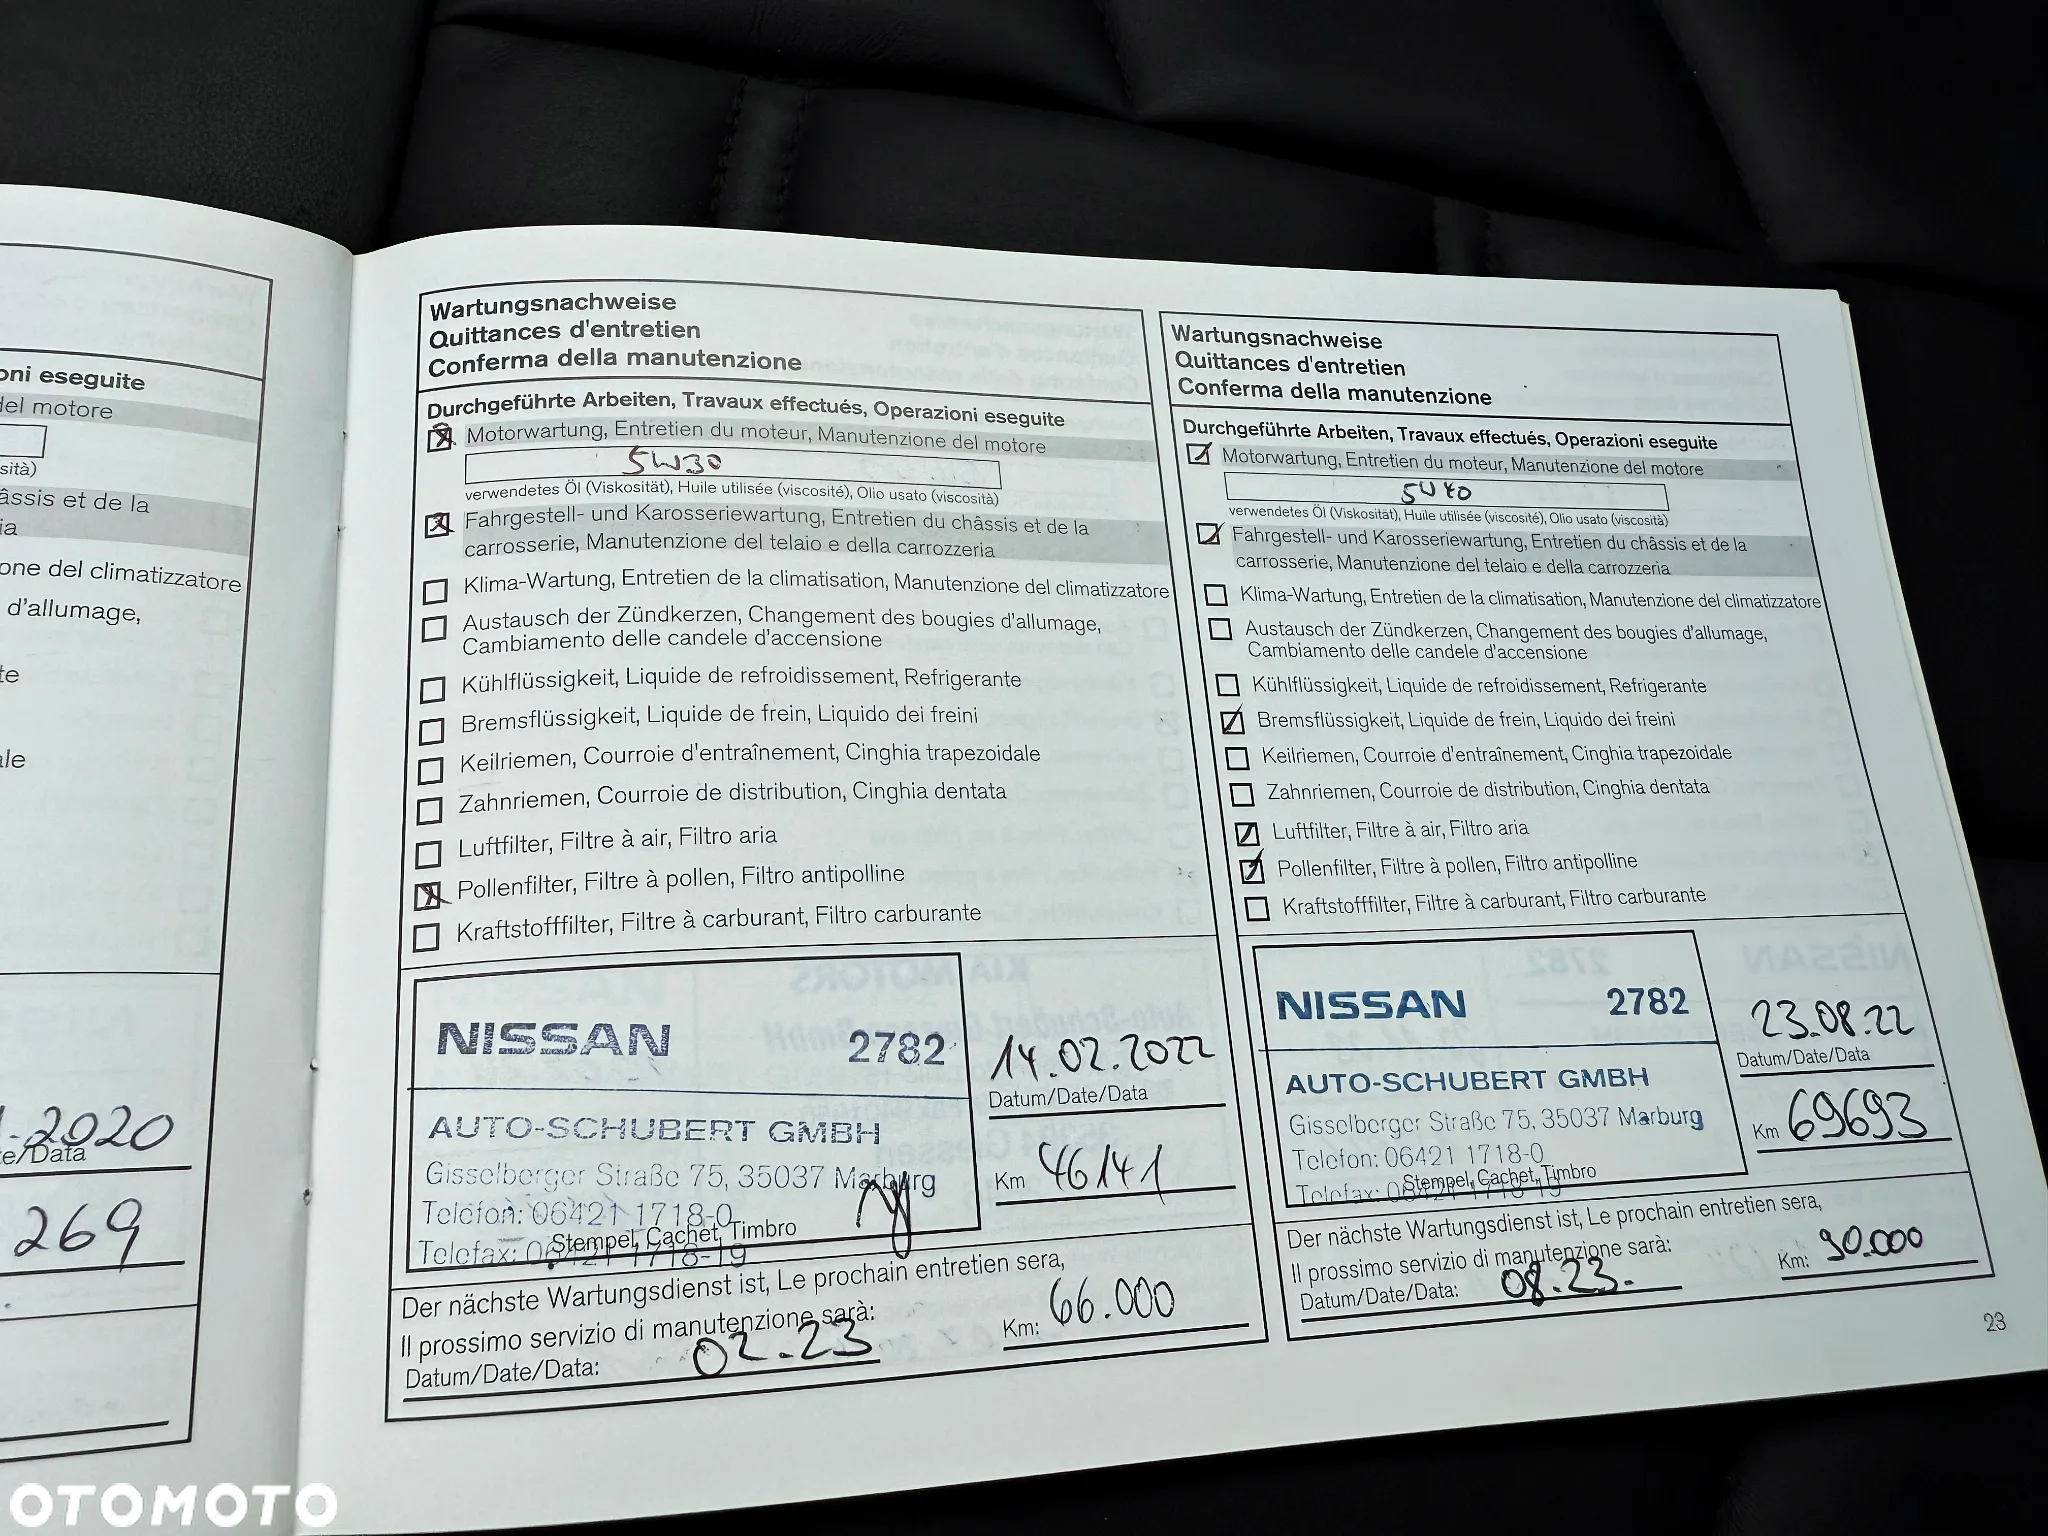 oni eseguite
del motore
sità)
âssis et de la
ia
one del climatizzatore
d'allumage,
te
ale
.2020
te/Data
269
Wartungsnachweise
Quittances d'entretien
Conferma della manutenzione
Durchgeführte Arbeiten, Travaux effectués, Operazioni eseguite
Motorwartung, Entretien du moteur, Manutenzione del motore
5W30
verwendetes Öl (Viskosität), Huile utilisée (viscosité), Olio usato (viscosità)
Fahrgestell- und Karosseriewartung, Entretien du châssis et de la
carrosserie, Manutenzione del telaio e della carrozzeria
Klima-Wartung, Entretien de la climatisation, Manutenzione del climatizzatore
Austausch der Zündkerzen, Changement des bougies d'allumage,
Cambiamento delle candele d'accensione
Kühlflüssigkeit, Liquide de refroidissement, Refrigerante
Bremsflüssigkeit, Liquide de frein, Liquido dei freini
Keilriemen, Courroie d'entraînement, Cinghia trapezoidale
Zahnriemen, Courroie de distribution, Cinghia dentata
Luftfilter, Filtre à air, Filtro aria
Pollenfilter, Filtre à pollen, Filtro antipolline
Kraftstofffilter, Filtre à carburant, Filtro carburante
NISSAN 2782
AUTO-SCHUBERT GMBH
Gisselberger Straße 75, 35037 Marburg
Telefon: 06421 1718-0
Stempel, Cachet, Timbro
Telefax: 06421 1718-19
14.02.2022
Datum/Date/Data
Km 46141
Der nächste Wartungsdienst ist, Le prochain entretien sera,
Il prossimo servizio di manutenzione sarà:
Datum/Date/Data: 02.23
Km: 66.000
Wartungsnachweise
Quittances d'entretien
Conferma della manutenzione
Durchgeführte Arbeiten, Travaux effectués, Operazioni eseguite
Motorwartung, Entretien du moteur, Manutenzione del motore
5W40
verwendetes Öl (Viskosität), Huile utilisée (viscosité), Olio usato (viscosità)
Fahrgestell- und Karosseriewartung, Entretien du châssis et de la
carrosserie, Manutenzione del telaio e della carrozzeria
Klima-Wartung, Entretien de la climatisation, Manutenzione del climatizzatore
Austausch der Zündkerzen, Changement des bougies d'allumage,
Cambiamento delle candele d'accensione
Kühlflüssigkeit, Liquide de refroidissement, Refrigerante
Bremsflüssigkeit, Liquide de frein, Liquido dei freini
Keilriemen, Courroie d'entraînement, Cinghia trapezoidale
Zahnriemen, Courroie de distribution, Cinghia dentata
Luftfilter, Filtre à air, Filtro aria
Pollenfilter, Filtre à pollen, Filtro antipolline
Kraftstofffilter, Filtre à carburant, Filtro carburante
NISSAN 2782
AUTO-SCHUBERT GMBH
Gisselberger Straße 75, 35037 Marburg
Telefon: 06421 1718-0
Stempel, Cachet, Timbro
Telefax: 06421 1718-19
23.08.22
Datum/Date/Data
Km 69693
Der nächste Wartungsdienst ist, Le prochain entretien sera,
Il prossimo servizio di manutenzione sarà:
Datum/Date/Data: 08.23.
Km: 90.000
23
OTOMOTO